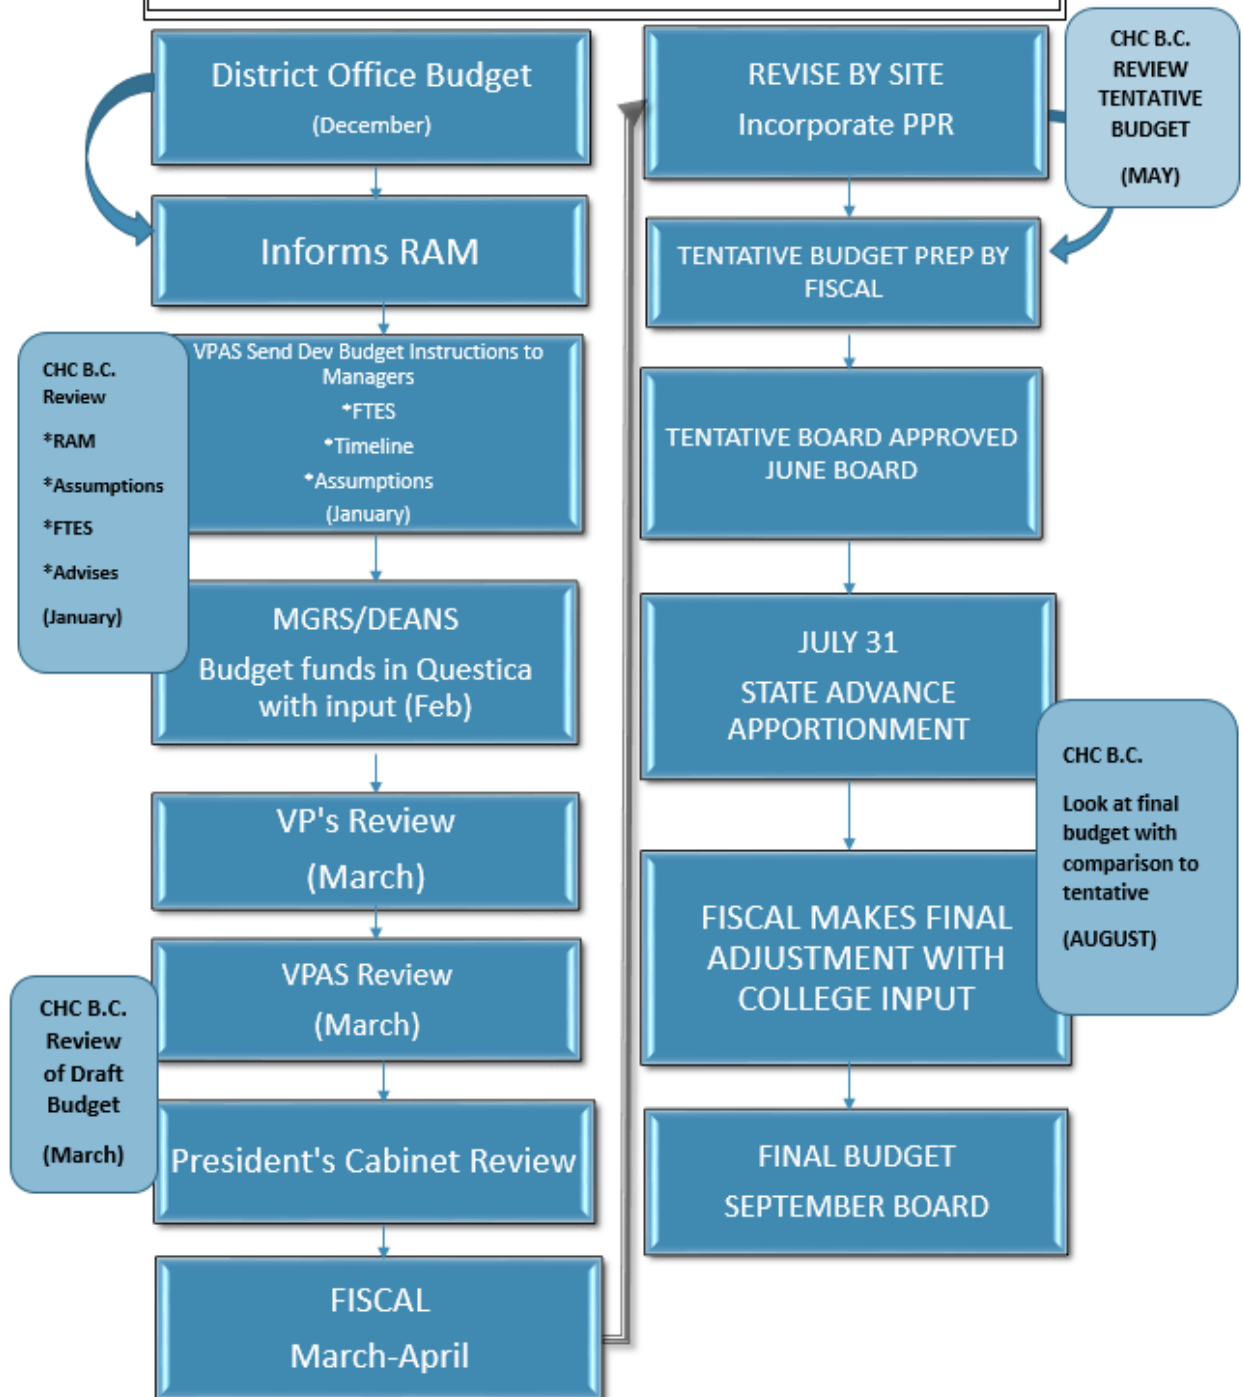 District Office Budget
(December)
Informs RAM
VPAS Send Dev Budget Instructions to
Managers
*FTES
*Timeline
*Assumptions
(January)
CHC B.C.
Review
*RAM
*Assumptions
*FTES
*Advises
(January)
MGRS/DEANS
Budget funds in Questica
with input (Feb)
VP's Review
(March)
VPAS Review
(March)
CHC B.C.
Review
of Draft
Budget
(March)
President's Cabinet Review
FISCAL
March-April
REVISE BY SITE
Incorporate PPR
CHC B.C.
REVIEW
TENTATIVE
BUDGET
(MAY)
TENTATIVE BUDGET PREP BY
FISCAL
TENTATIVE BOARD APPROVED
JUNE BOARD
JULY 31
STATE ADVANCE
APPORTIONMENT
CHC B.C.
Look at final
budget with
comparison to
tentative
(AUGUST)
FISCAL MAKES FINAL
ADJUSTMENT WITH
COLLEGE INPUT
FINAL BUDGET
SEPTEMBER BOARD